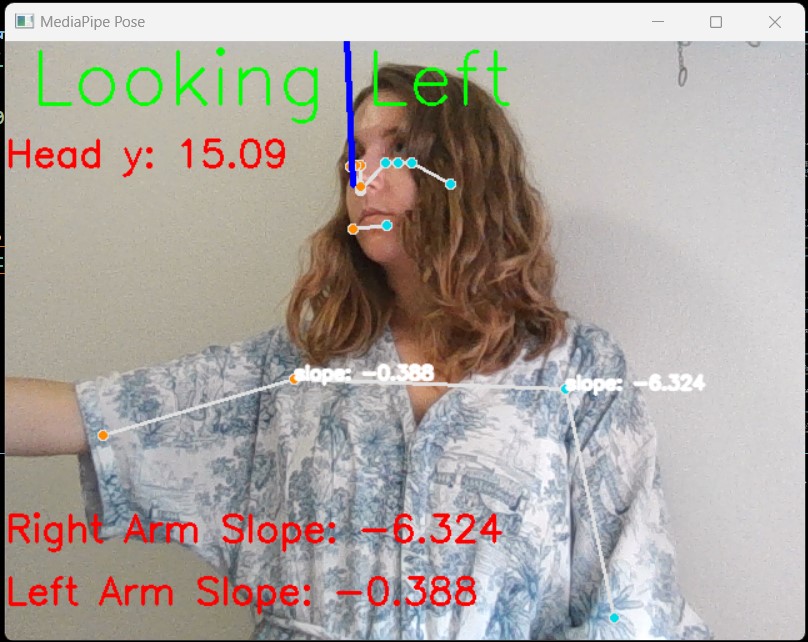 MediaPipe Pose
Looking Left
Head y: 15.09
slope: -0.388
slope: -6.324
Right Arm Slope: -6.324
Left Arm Slope: -0.388